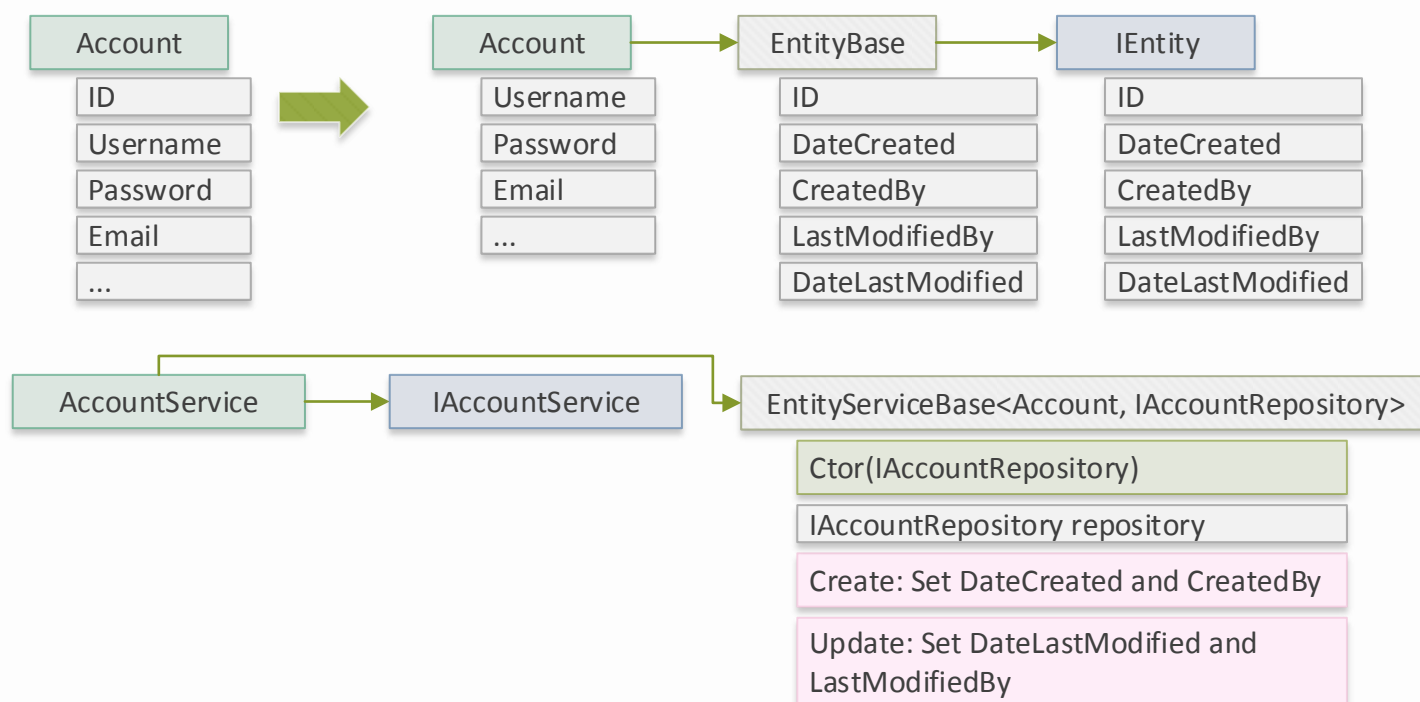 Account
ID
Username
Password
Email
...
Account
Username
Password
Email
...
EntityBase
ID
DateCreated
CreatedBy
LastModifiedBy
DateLastModified
IEntity
ID
DateCreated
CreatedBy
LastModifiedBy
DateLastModified
AccountService
IAccountService
EntityServiceBase<Account, IAccountRepository>
Ctor(IAccountRepository)
IAccountRepository repository
Create: Set DateCreated and CreatedBy
Update: Set DateLastModified and
LastModifiedBy